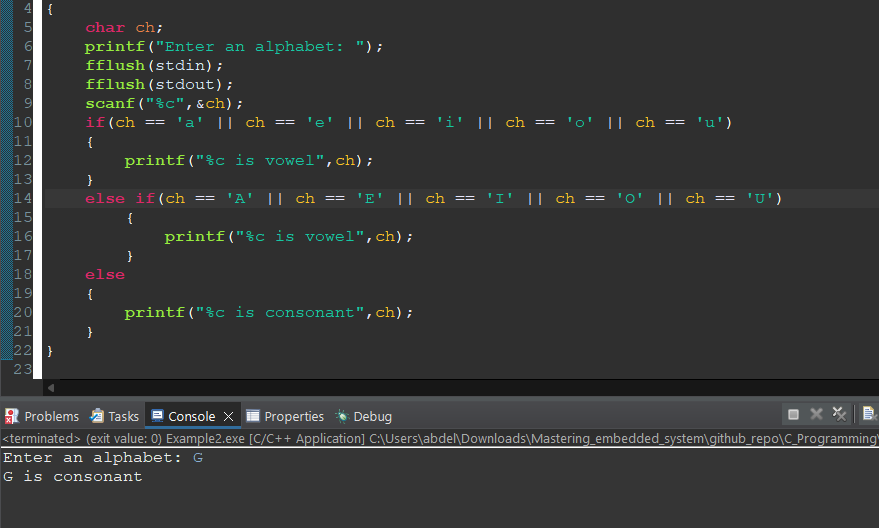 4 {
5 char ch;
6 printf("Enter an alphabet: ");
7 fflush(stdin);
8 fflush(stdout);
9 scanf("%c",&ch);
10 if(ch == 'a' || ch == 'e' || ch == 'i' || ch == 'o' || ch == 'u')
11 {
12 printf("%c is vowel",ch);
13 }
14 else if(ch == 'A' || ch == 'E' || ch == 'I' || ch == 'O' || ch == 'U')
15 {
16 printf("%c is vowel",ch);
17 }
18 else
19 {
20 printf("%c is consonant",ch);
21 }
22 }
23
Problems Tasks Console Properties Debug
<terminated> (exit value: 0) Example2.exe [C/C++ Application] C:\Users\abdel\Downloads\Mastering_embedded_system\github_repo\C_Programming\
Enter an alphabet: G
G is consonant